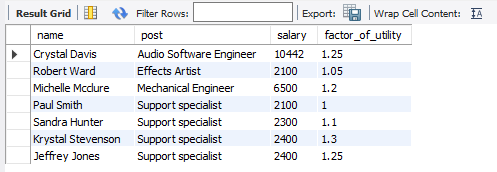 Result Grid Filter Rows: Export: Wrap Cell Content:
name post salary factor_of_utility
Crystal Davis Audio Software Engineer 10442 1.25
Robert Ward Effects Artist 2100 1.05
Michelle Mcclure Mechanical Engineer 6500 1.2
Paul Smith Support specialist 2100 1
Sandra Hunter Support specialist 2300 1.1
Krystal Stevenson Support specialist 2400 1.3
Jeffrey Jones Support specialist 2400 1.25